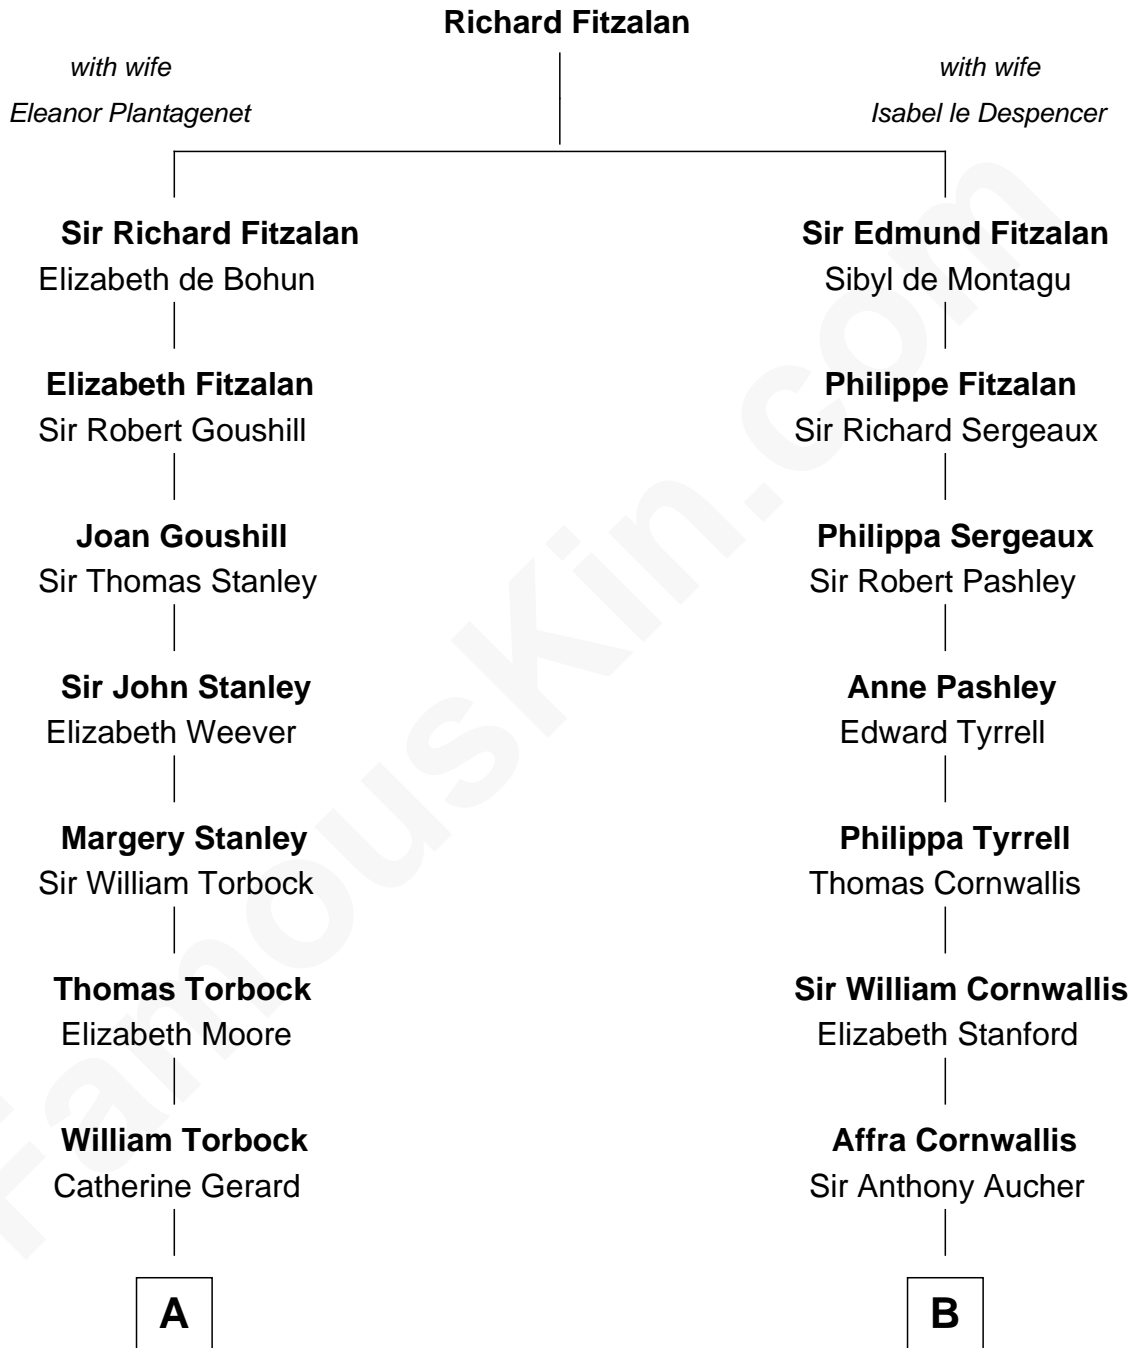 Richard Fitzalan
with wife
Eleanor Plantagenet
with wife
Isabel le Despencer
Sir Richard Fitzalan
Elizabeth de Bohun
Sir Edmund Fitzalan
Sibyl de Montagu
Elizabeth Fitzalan
Sir Robert Goushill
Philippe Fitzalan
Sir Richard Sergeaux
Joan Goushill
Sir Thomas Stanley
Philippa Sergeaux
Sir Robert Pashley
Sir John Stanley
Elizabeth Weever
Anne Pashley
Edward Tyrrell
Margery Stanley
Sir William Torbock
Philippa Tyrrell
Thomas Cornwallis
Thomas Torbock
Elizabeth Moore
Sir William Cornwallis
Elizabeth Stanford
William Torbock
Catherine Gerard
Affra Cornwallis
Sir Anthony Aucher
A
B
FamousKin.com